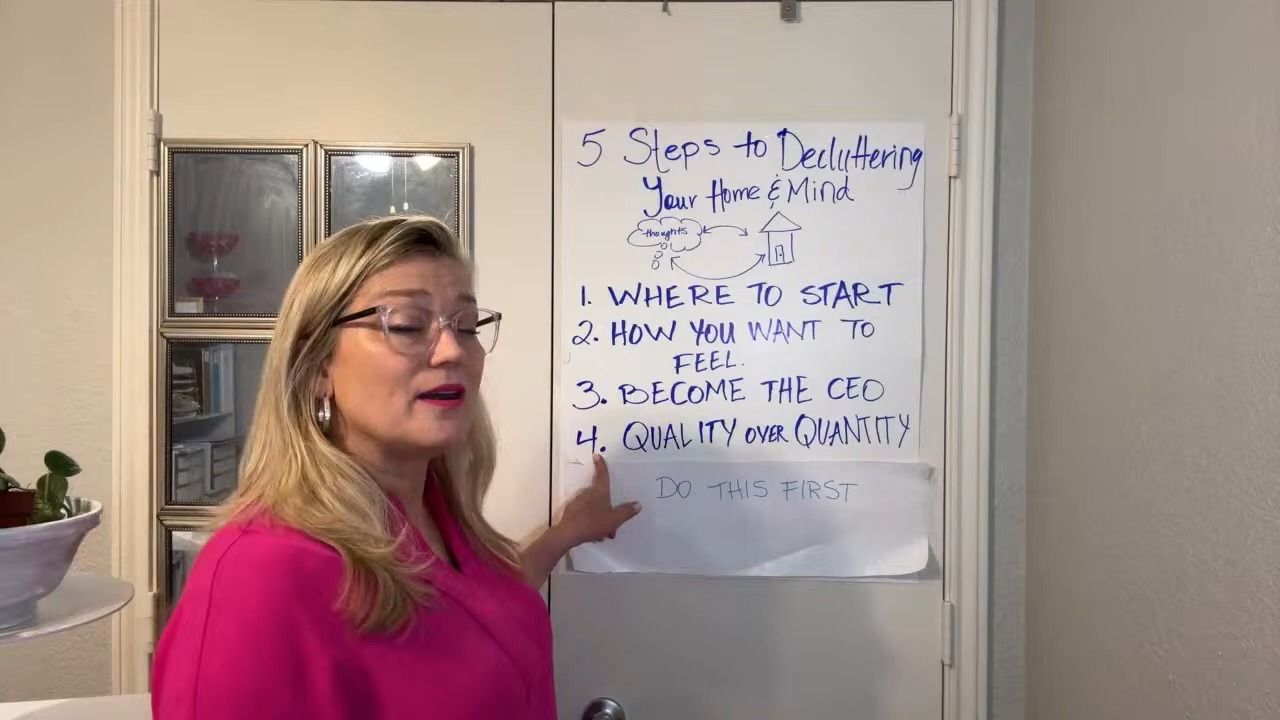 5 Steps to Decluttering
Your Home & Mind
thoughts
1. WHERE TO START
2. HOW YOU WANT TO
FEEL.
3. BECOME THE CEO
4. QUALITY OVER QUANTITY
DO THIS FIRST